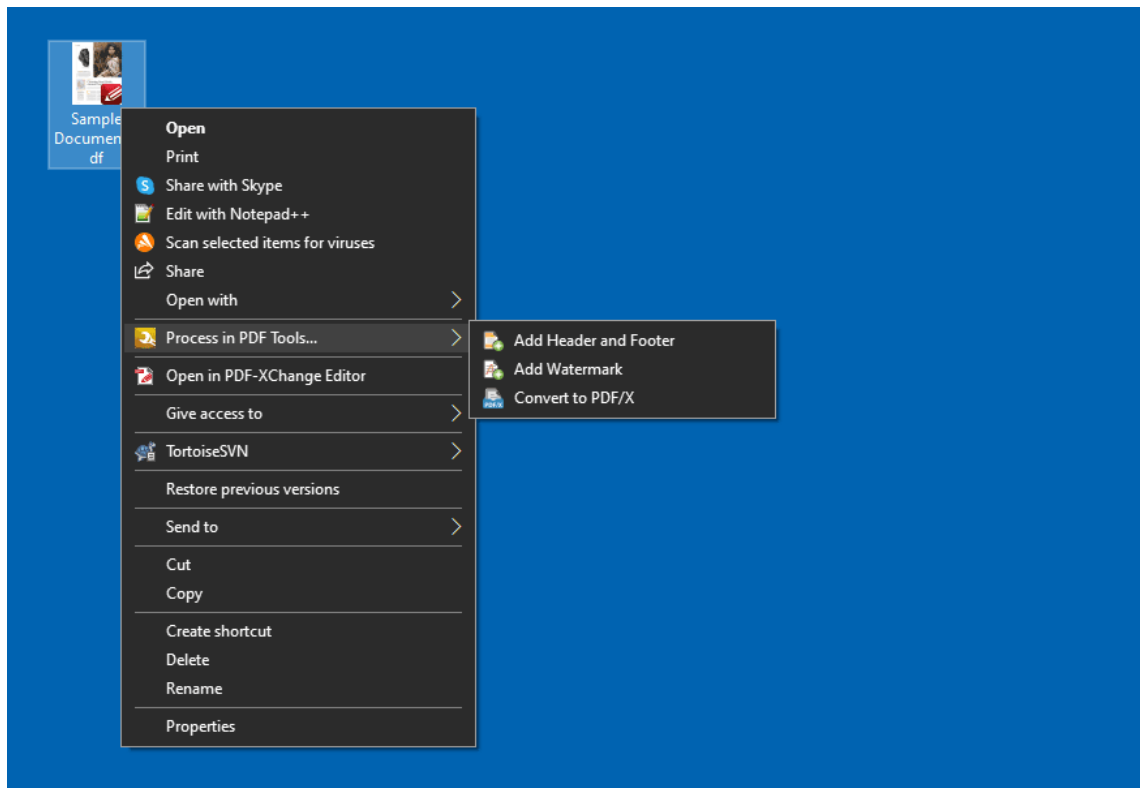 Sample
Documen
df
Open
Print
Share with Skype
Edit with Notepad++
Scan selected items for viruses
Share
Open with
Process in PDF Tools...
Add Header and Footer
Add Watermark
Convert to PDF/X
Open in PDF-XChange Editor
Give access to
TortoiseSVN
Restore previous versions
Send to
Cut
Copy
Create shortcut
Delete
Rename
Properties